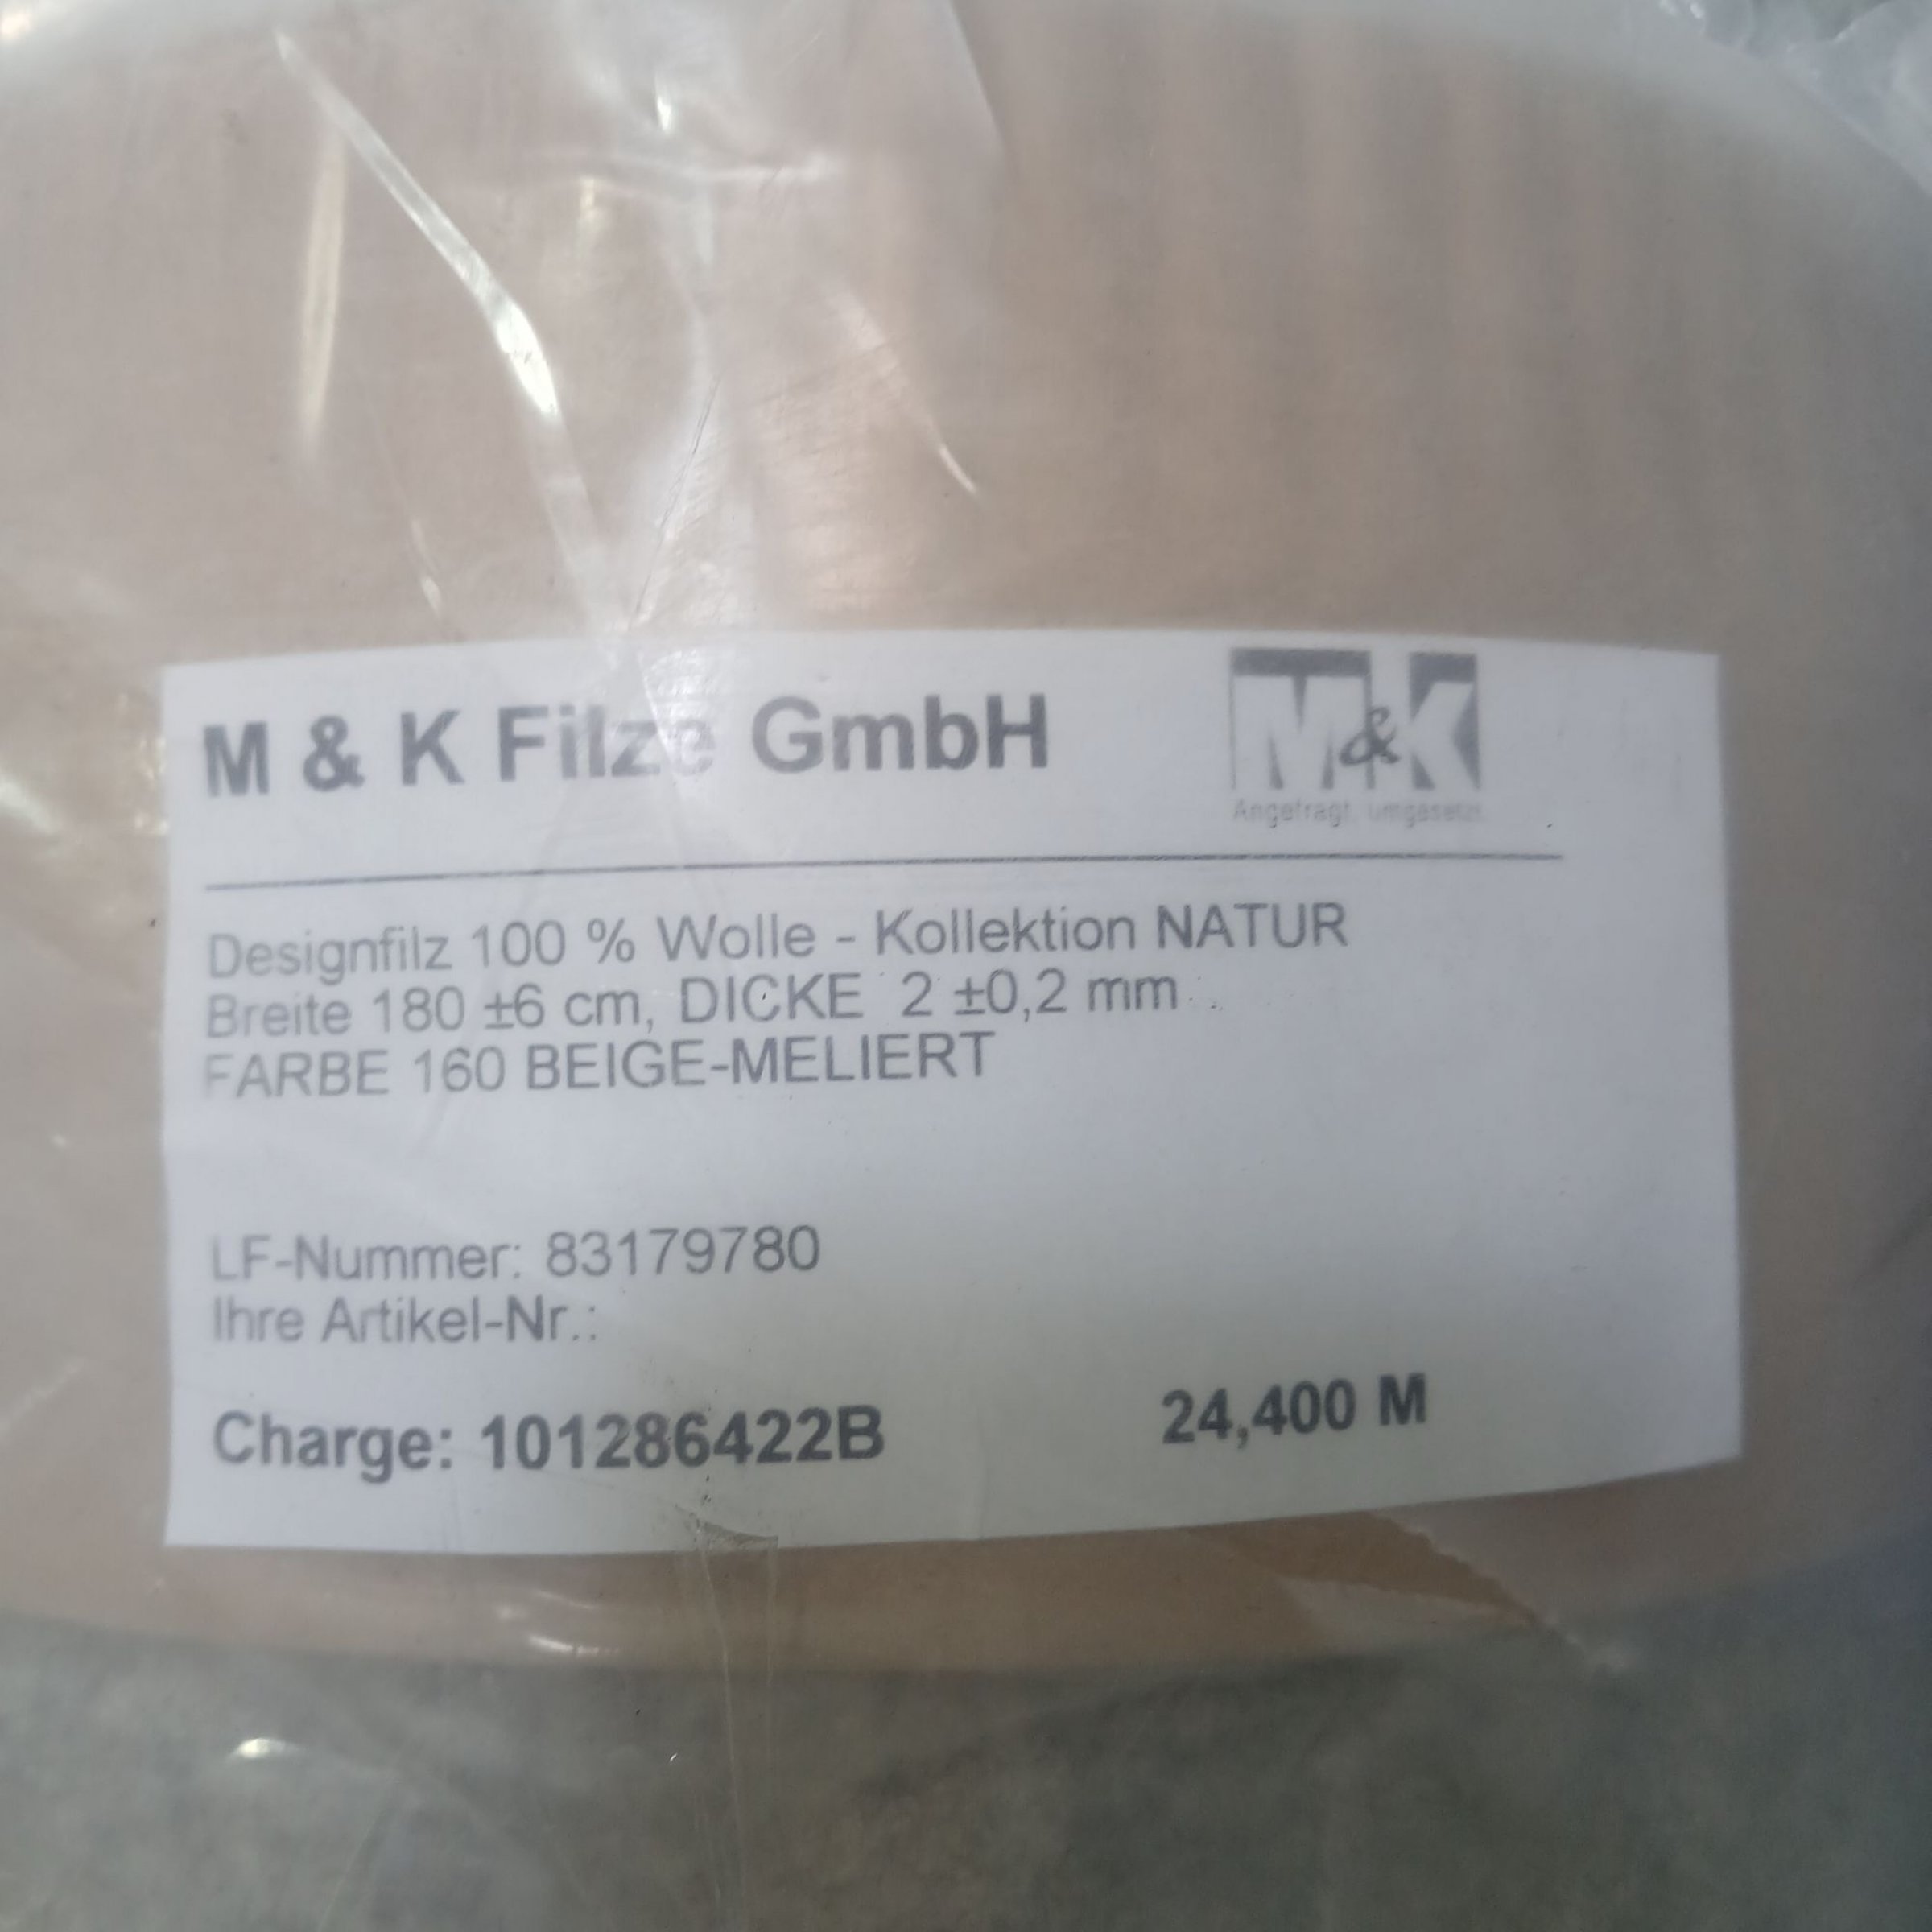 M & K Filze GmbH
M&K
Angefragt. umgesetzt.
Designfilz 100 % Wolle - Kollektion NATUR
Breite 180 ±6 cm, DICKE 2 ±0,2 mm
FARBE 160 BEIGE-MELIERT
LF-Nummer: 83179780
Ihre Artikel-Nr.:
Charge: 101286422B 24,400 M